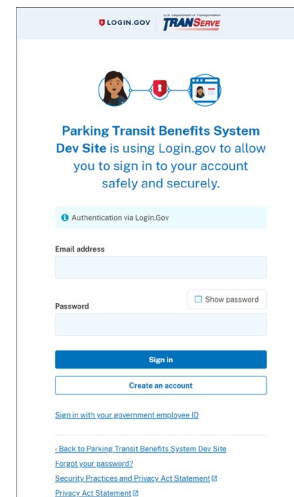 LOGIN.GOV
U.S. Department of Transportation
TRANSERVE
Parking Transit Benefits System
Dev Site is using Login.gov to allow
you to sign in to your account
safely and securely.
Authentication via Login.Gov
Email address
Password
Show password
Sign in
Create an account
Sign in with your government employee ID
‹ Back to Parking Transit Benefits System Dev Site
Forgot your password?
Security Practices and Privacy Act Statement
Privacy Act Statement